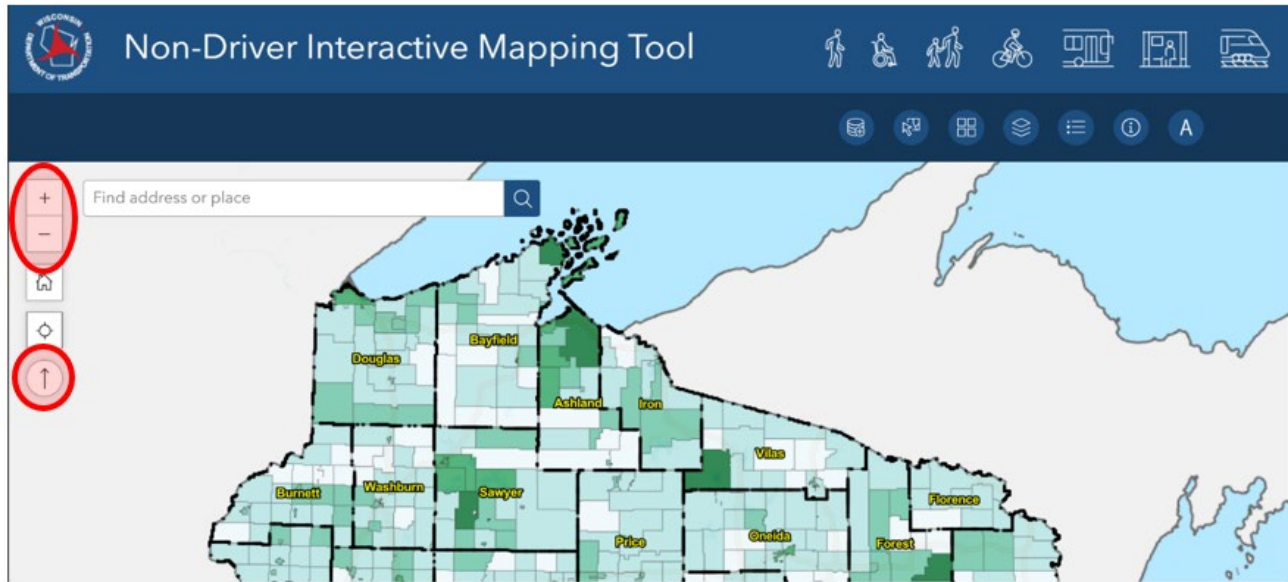 WISCONSIN
DEPARTMENT OF TRANSPORTATION
Non-Driver Interactive Mapping Tool
A
+
Find address or place
−
Douglas
Bayfield
Ashland
Iron
Vilas
Burnett
Washburn
Sawyer
Florence
Price
Oneida
Forest